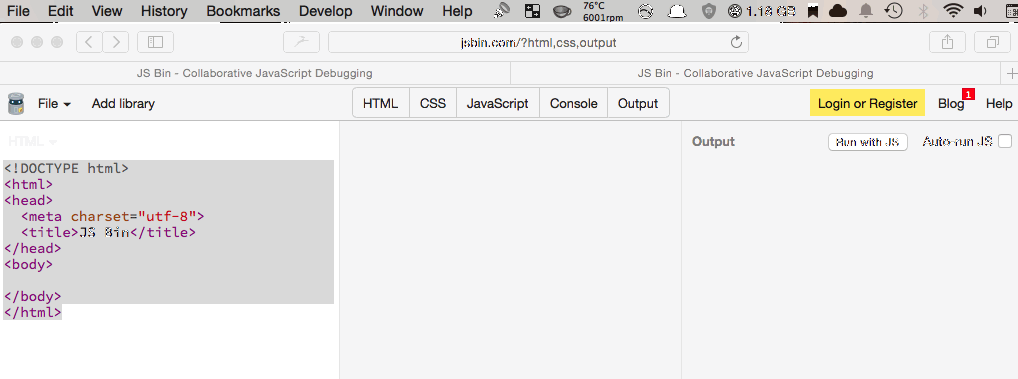 File Edit View History Bookmarks Develop Window Help 76°C 6001rpm 1.16 GB
jsbin.com/?html,css,output
JS Bin - Collaborative JavaScript Debugging JS Bin - Collaborative JavaScript Debugging
File Add library HTML CSS JavaScript Console Output Login or Register Blog 1 Help
HTML Output Run with JS Auto-run JS
<!DOCTYPE html>
<html>
<head>
  <meta charset="utf-8">
  <title>JS Bin</title>
</head>
<body>

</body>
</html>